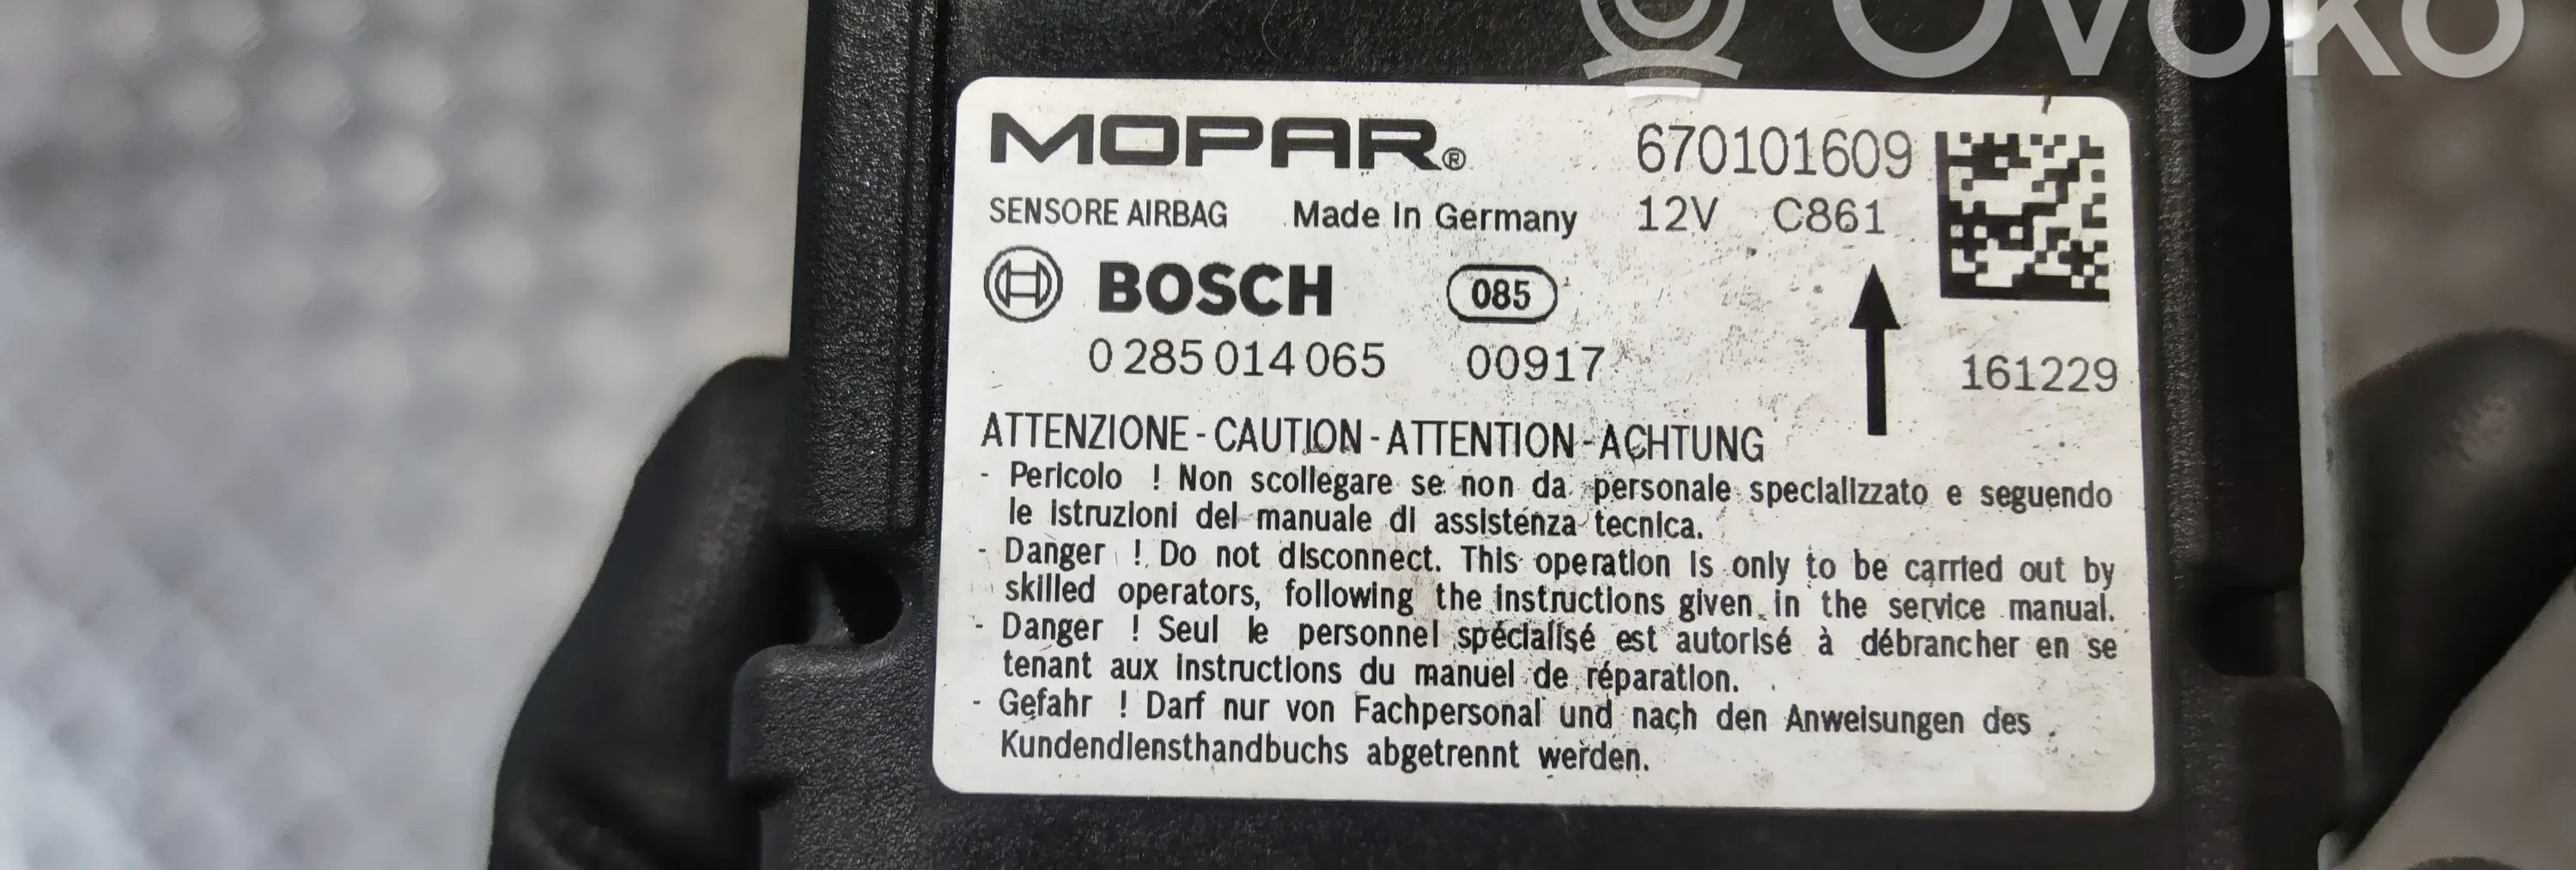 Ovoko
MOPAR® 670101609
SENSORE AIRBAG Made In Germany 12V C861
BOSCH 085
0 285 014 065 00917 161229
ATTENZIONE - CAUTION - ATTENTION - ACHTUNG
- Pericolo ! Non scollegare se non da personale specializzato e seguendo
le istruzioni del manuale di assistenza tecnica.
- Danger ! Do not disconnect. This operation is only to be carrried out by
skilled operators, following the instructions given in the service manual.
- Danger ! Seul le personnel spécialisé est autorisé à débrancher en se
tenant aux instructions du manuel de réparation.
- Gefahr ! Darf nur von Fachpersonal und nach den Anweisungen des
Kundendiensthandbuchs abgetrennt werden.